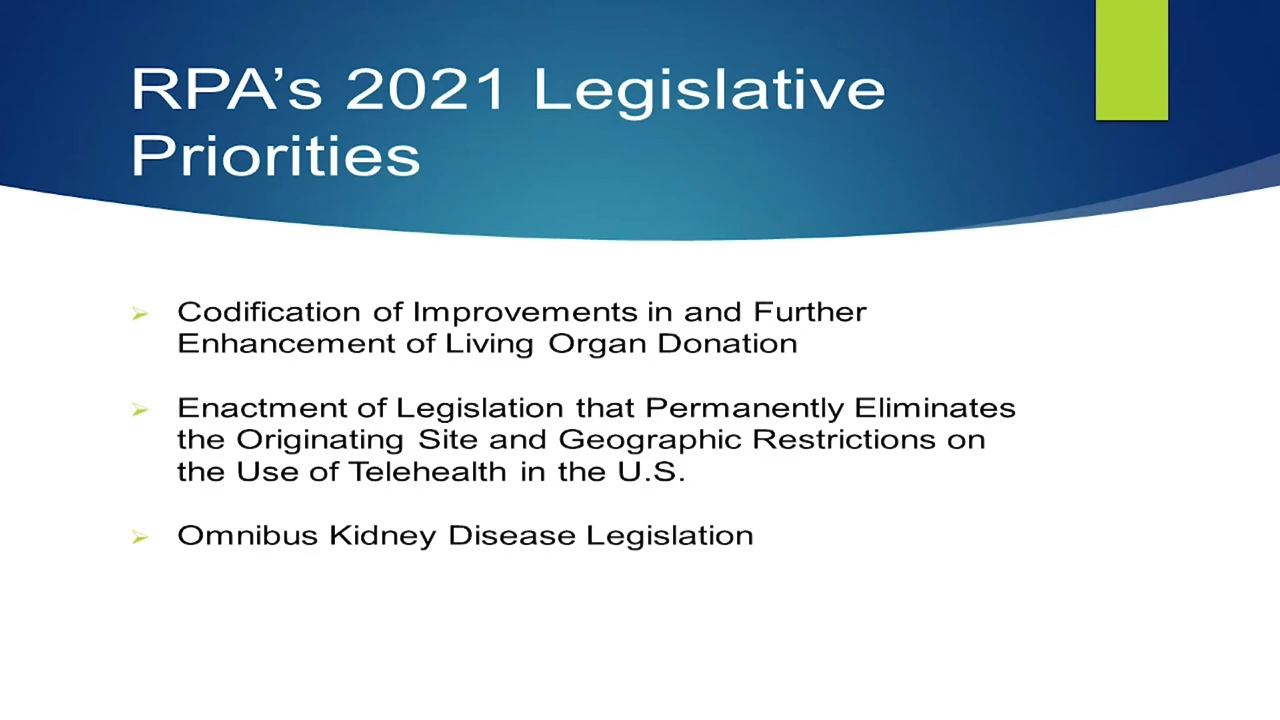 RPA’s 2021 Legislative
Priorities
Codification of Improvements in and Further
Enhancement of Living Organ Donation
Enactment of Legislation that Permanently Eliminates
the Originating Site and Geographic Restrictions on
the Use of Telehealth in the U.S.
Omnibus Kidney Disease Legislation